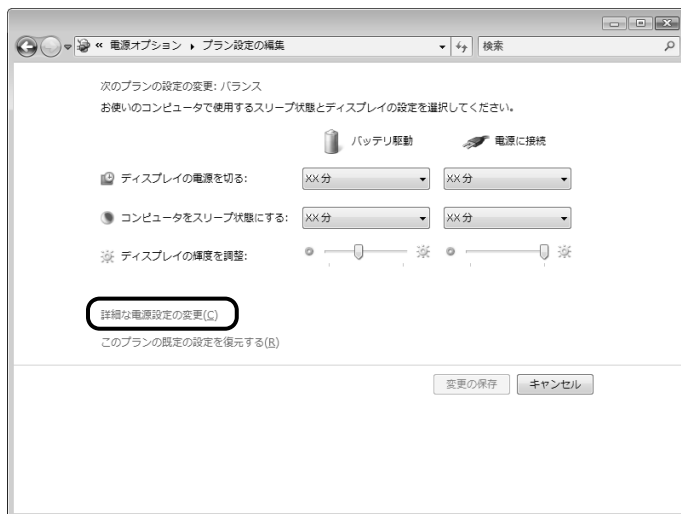 « 電源オプション ▸ プラン設定の編集
検索
次のプランの設定の変更: バランス
お使いのコンピュータで使用するスリープ状態とディスプレイの設定を選択してください。
バッテリ駆動 電源に接続
ディスプレイの電源を切る: XX分 XX分
コンピュータをスリープ状態にする: XX分 XX分
ディスプレイの輝度を調整:
詳細な電源設定の変更(C)
このプランの既定の設定を復元する(R)
変更の保存 キャンセル